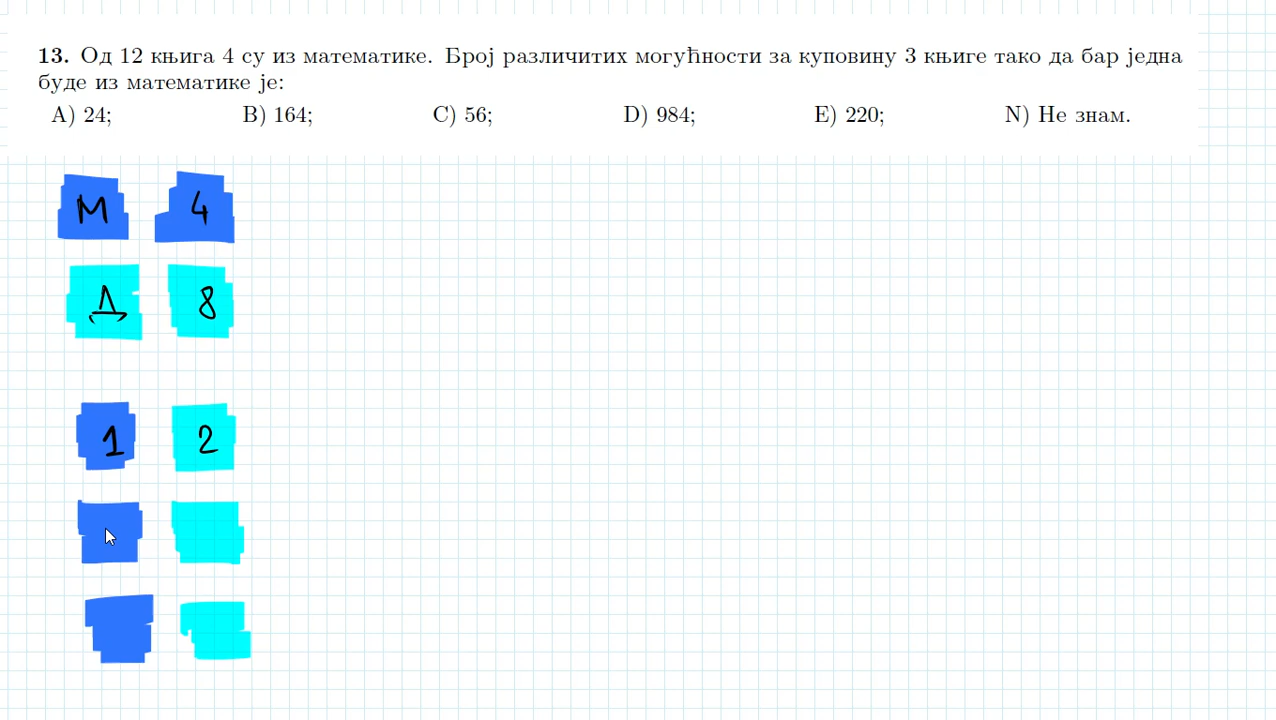 13. Од 12 књига 4 су из математике. Број различитих могућности за куповину 3 књиге тако да бар једна
буде из математике је:
A) 24; B) 164; C) 56; D) 984; E) 220; N) Не знам.
М 4
Д 8
1 2